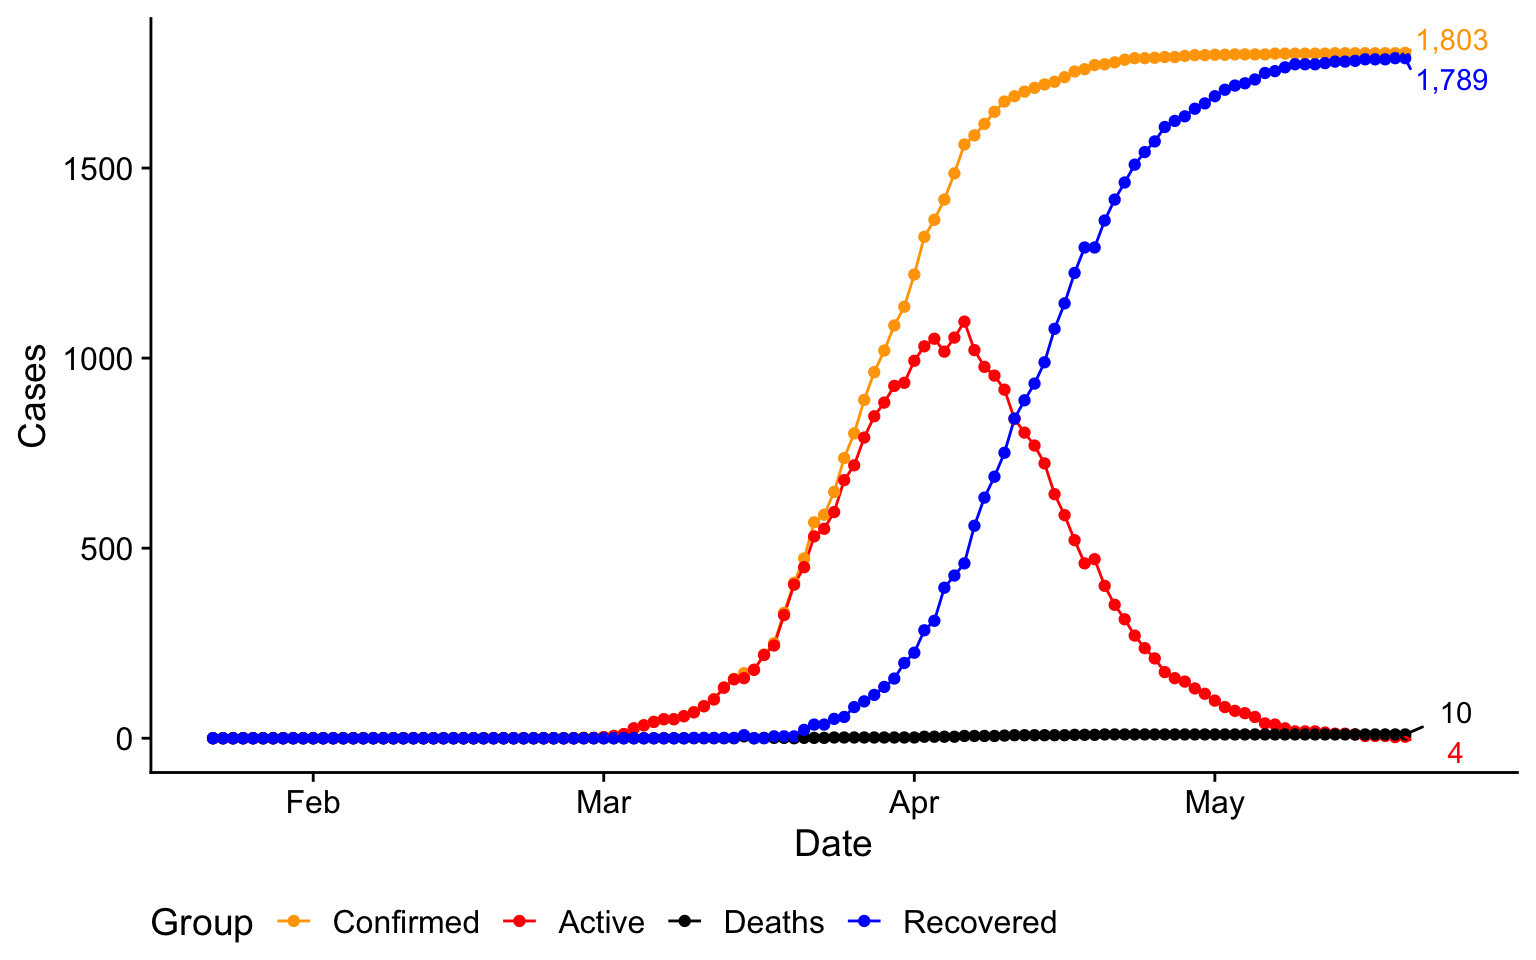 1,803
1,789
1500
1000
500
0
Cases
10
4
Feb Mar Apr May
Date
Group Confirmed Active Deaths Recovered